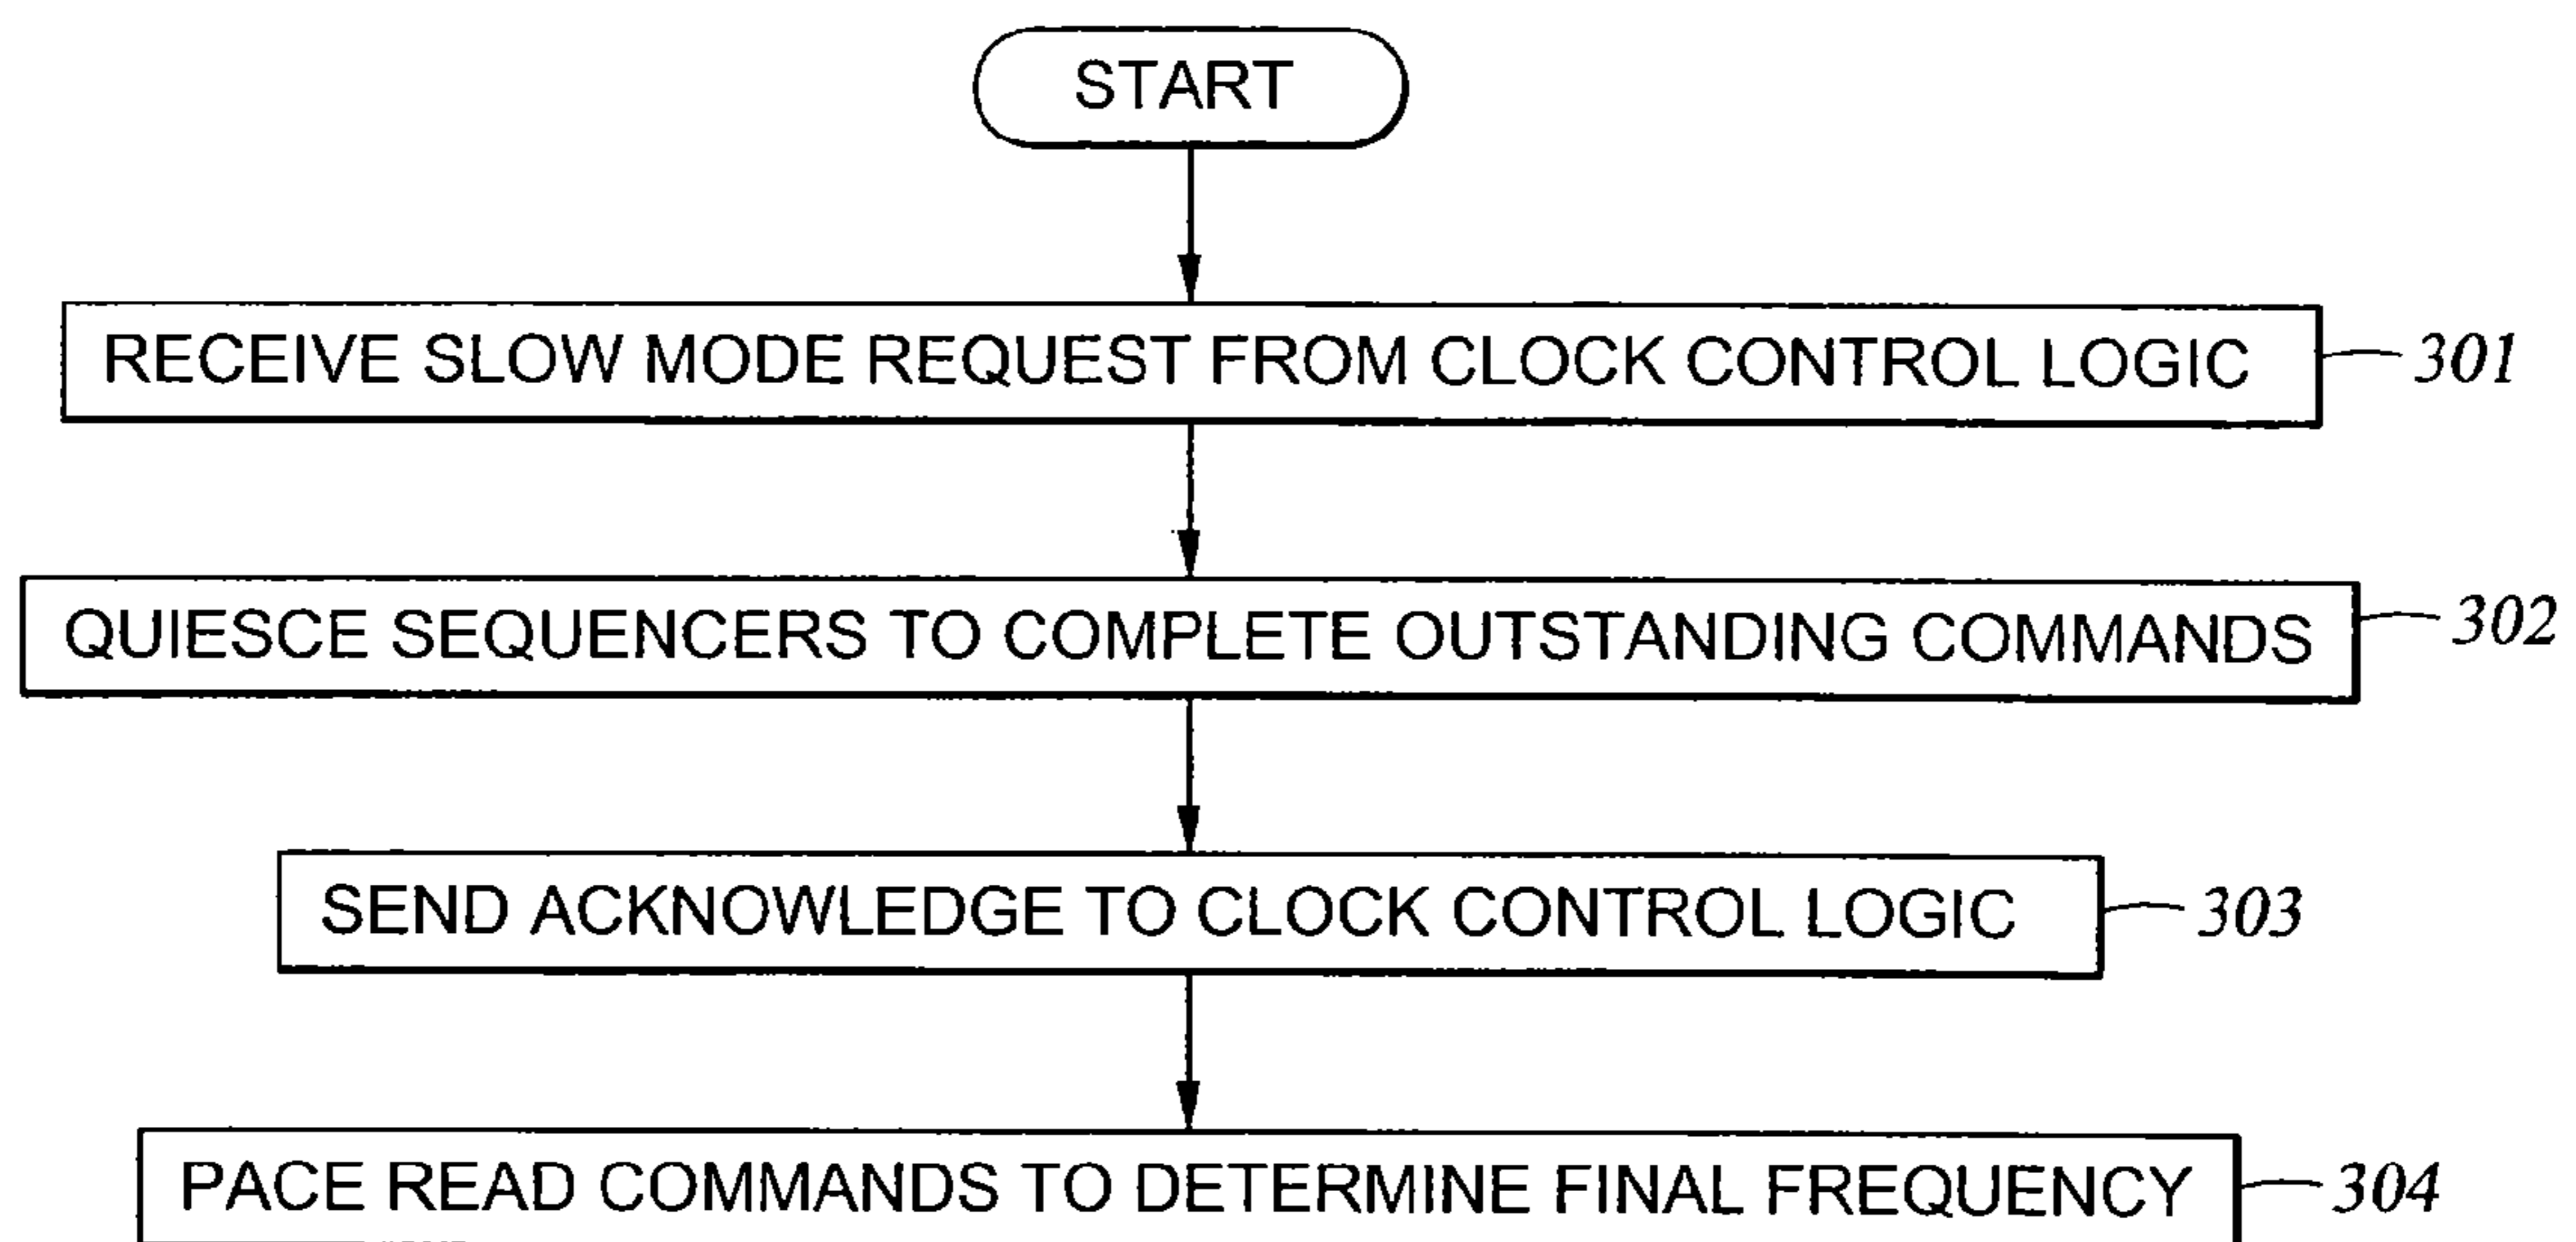 START
RECEIVE SLOW MODE REQUEST FROM CLOCK CONTROL LOGIC 301
QUIESCE SEQUENCERS TO COMPLETE OUTSTANDING COMMANDS 302
SEND ACKNOWLEDGE TO CLOCK CONTROL LOGIC 303
PACE READ COMMANDS TO DETERMINE FINAL FREQUENCY 304